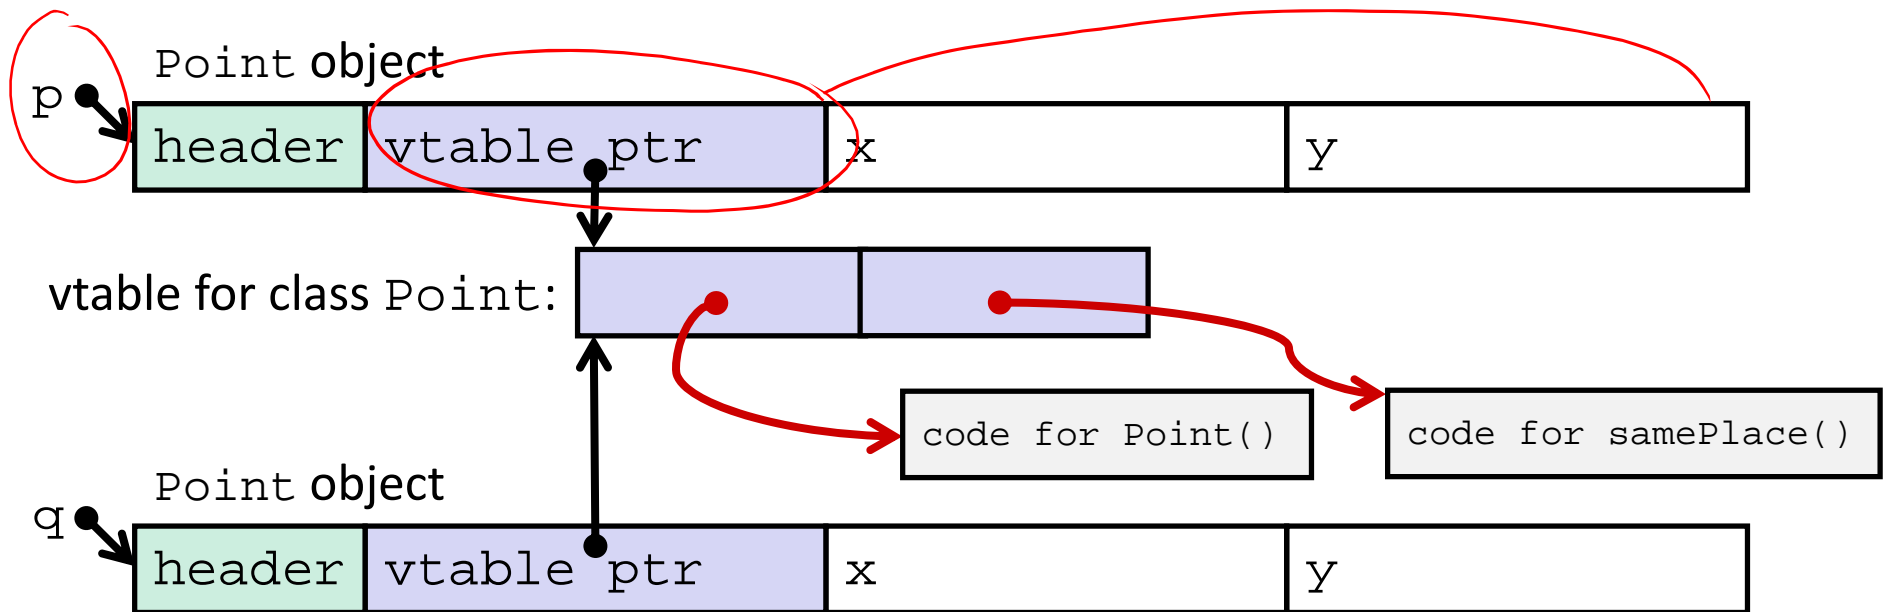 Point object
p
header vtable ptr x y
vtable for class Point:
code for Point() code for samePlace()
Point object
q
header vtable ptr x y